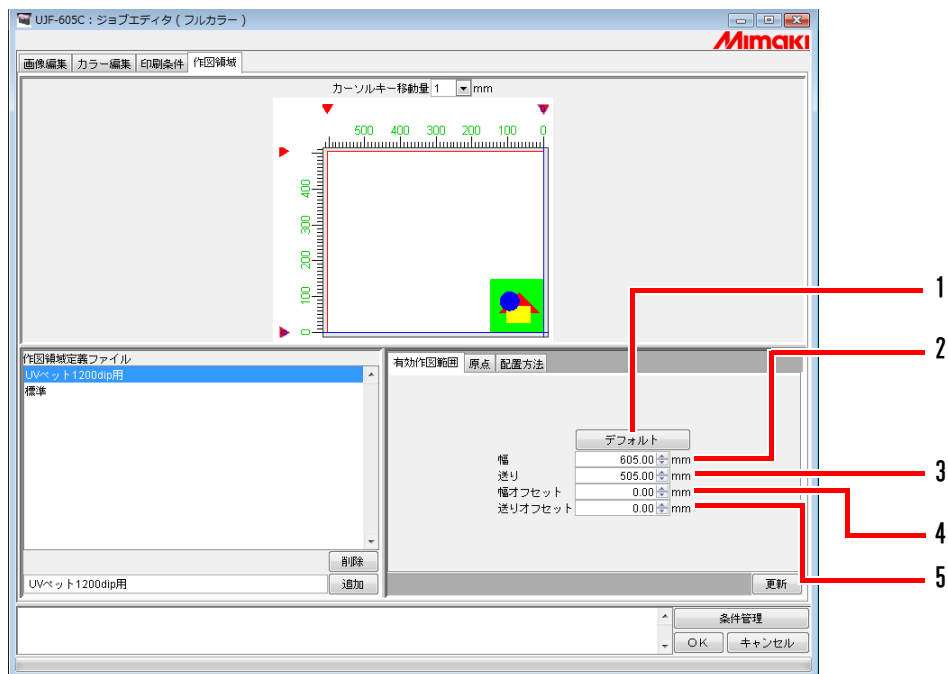 UJF-605C : ジョブエディタ ( フルカラー )
Mimaki
画像編集 カラー編集 印刷条件 作図領域
カーソルキー移動量 1 mm
500 400 300 200 100 0
400
300
200
100
0
1
2
3
4
5
作図領域定義ファイル
UVべット1200dip用
標準
削除
UVべット1200dip用 追加
有効作図範囲 原点 配置方法
デフォルト
幅 605.00 mm
送り 505.00 mm
幅オフセット 0.00 mm
送りオフセット 0.00 mm
更新
条件管理
OK キャンセル